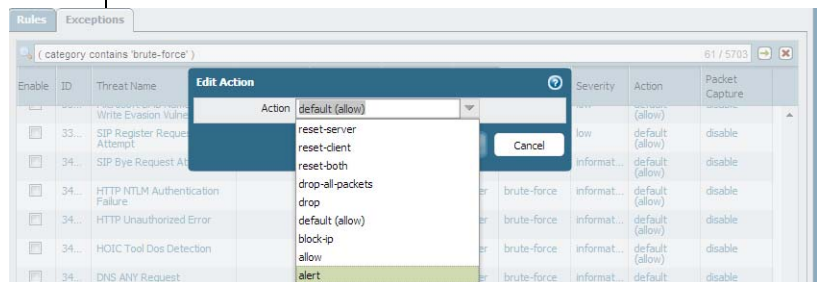 Rules Exceptions
( category contains 'brute-force' ) 61 / 5703
Enable ID Threat Name Severity Action Packet Capture
Edit Action
Action default (allow)
reset-server
reset-client
reset-both
drop-all-packets
drop
default (allow)
block-ip
allow
alert
Cancel
Write Evasion low (allow)
33... SIP Register Attempt low default (allow) disable
34... SIP Bye Request informat... default (allow) disable
34... HTTP NTLM Authentication Failure er brute-force informat... default (allow) disable
34... HTTP Unauthorized Error er brute-force informat... default (allow) disable
34... HOIC Tool Dos Detection er brute-force informat... default (allow) disable
34... DNS ANY Request er brute-force informat... default disable